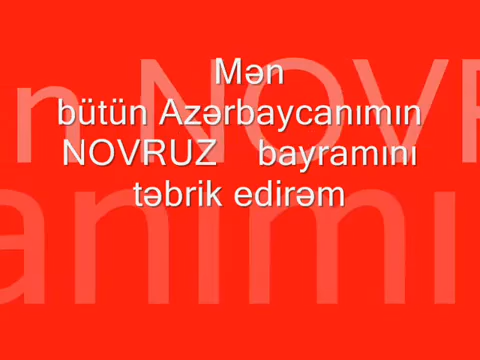 Mən
bütün Azərbaycanımın
NOVRUZ bayramını
təbrik edirəm